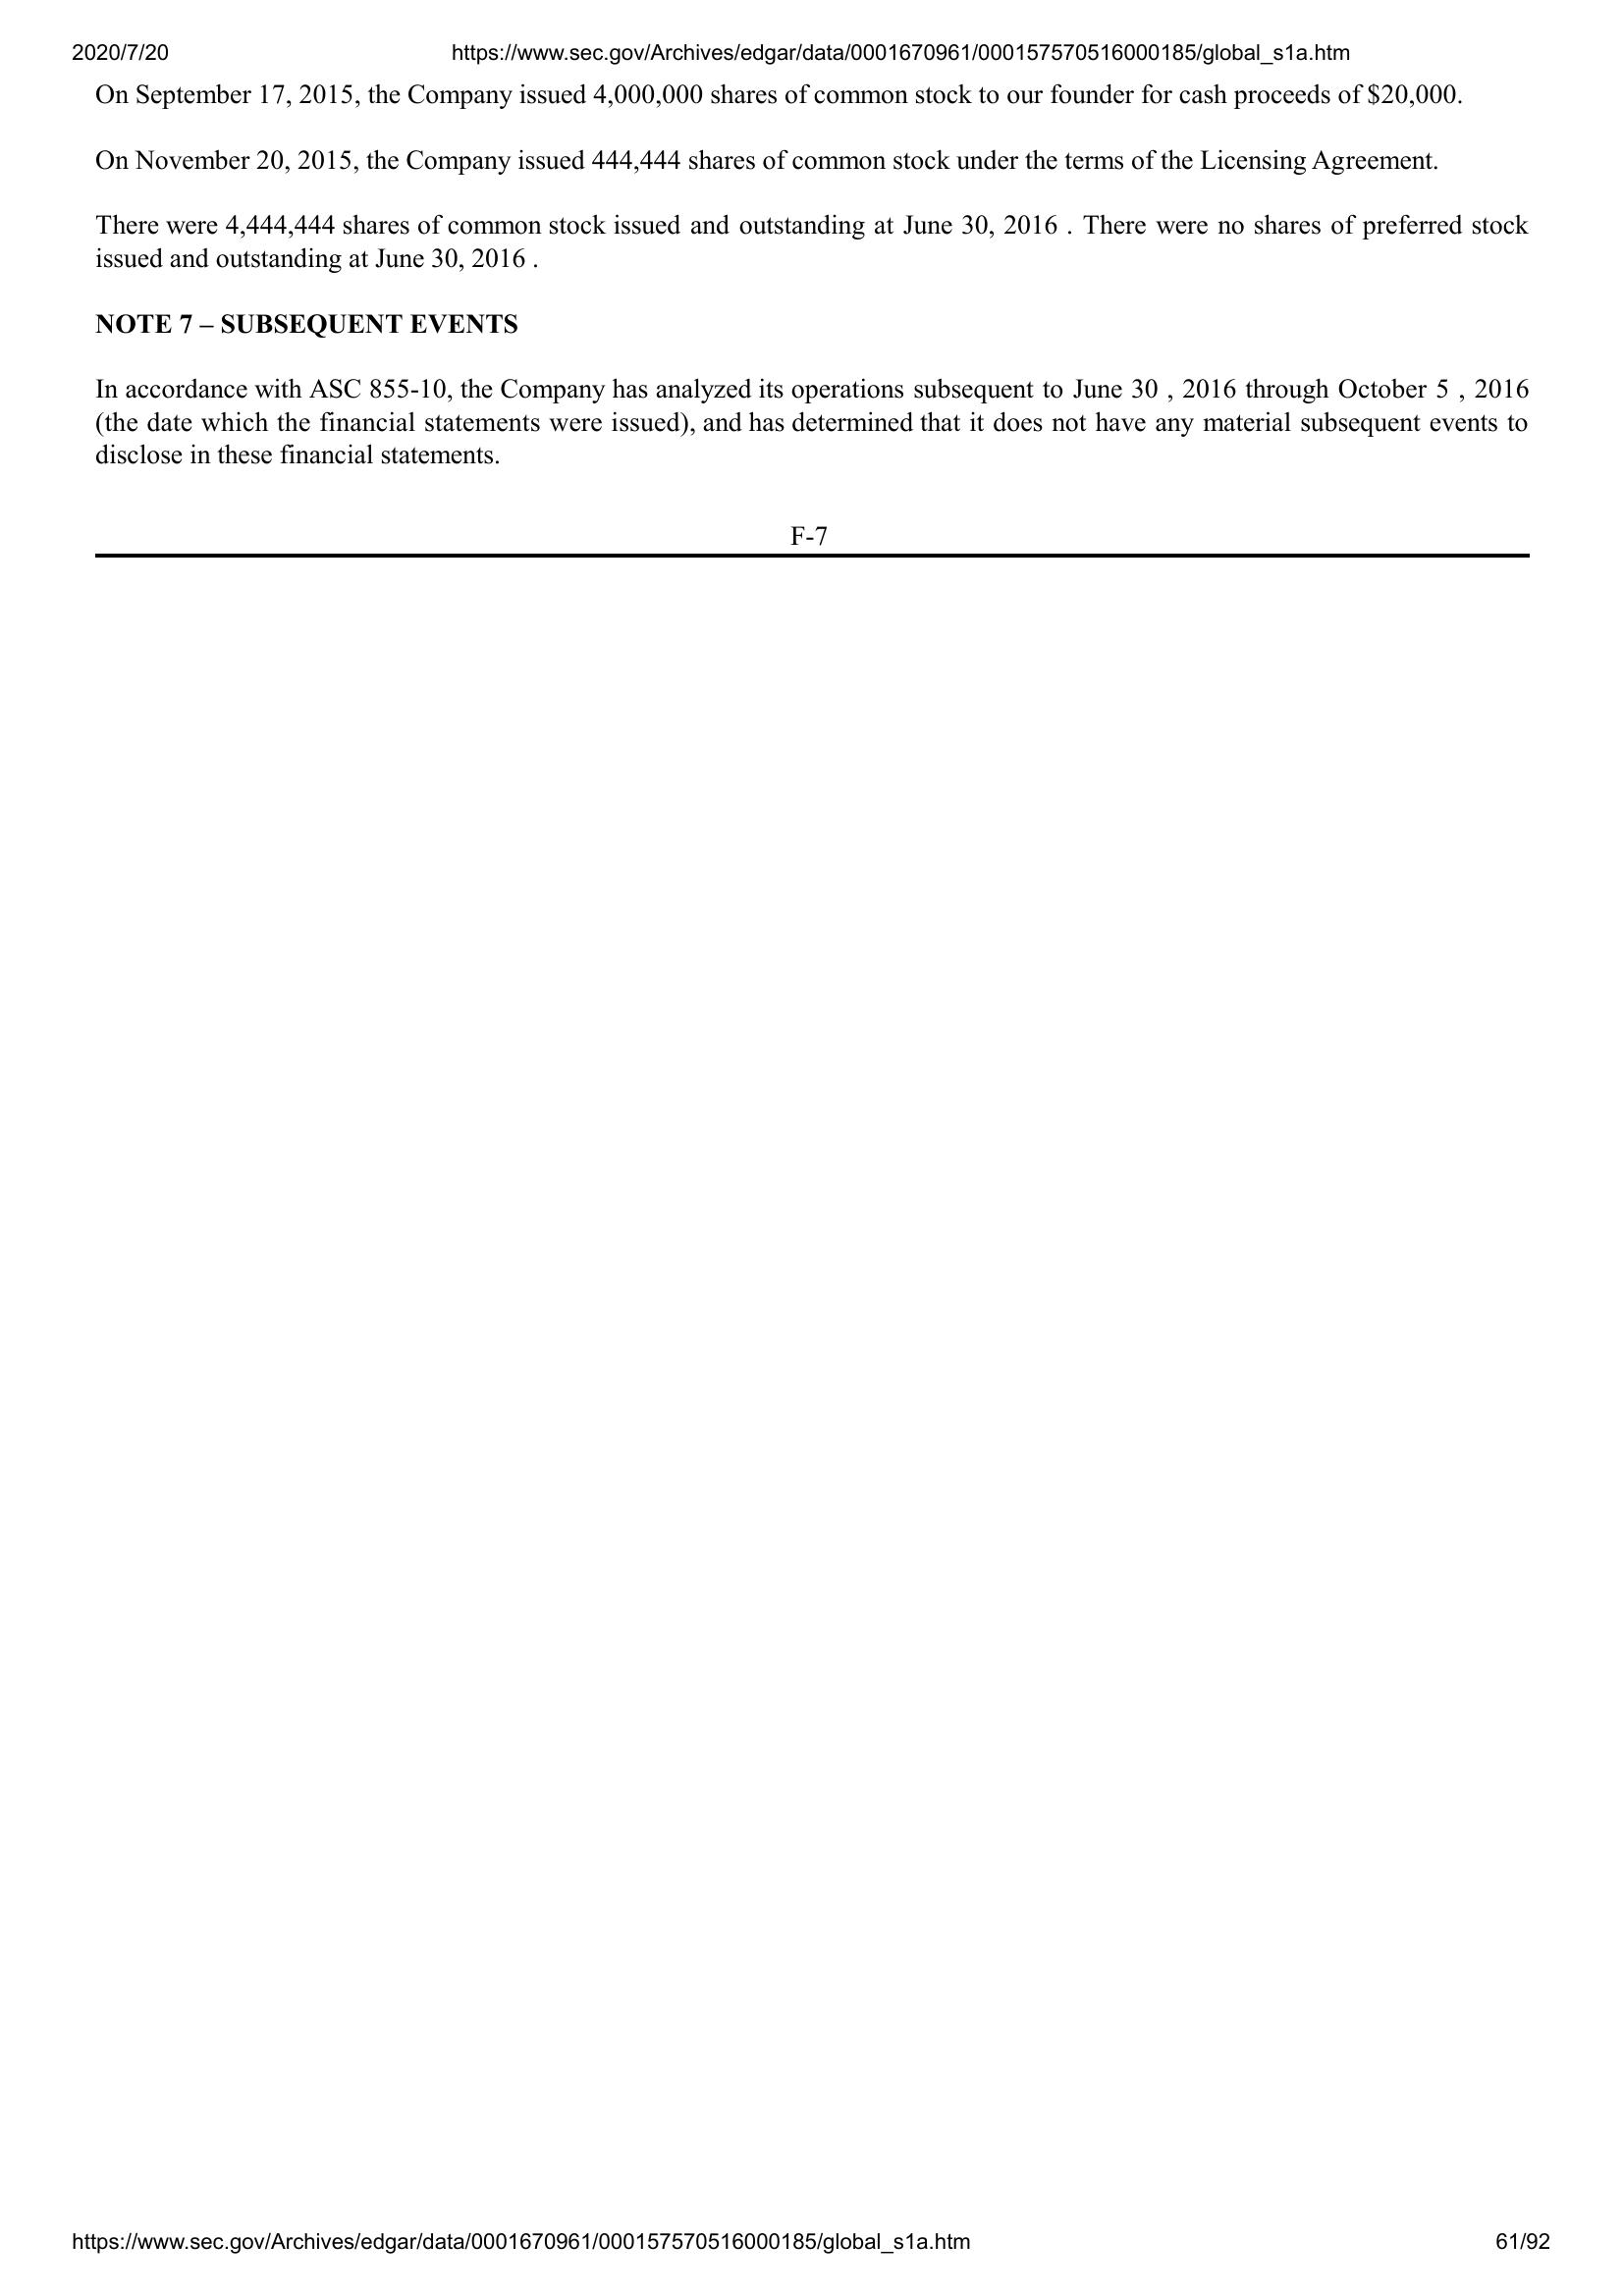 2020/7/20 https://www.sec.gov/Archives/edgar/data/0001670961/000157570516000185/global_s1a.htm
On September 17, 2015, the Company issued 4,000,000 shares of common stock to our founder for cash proceeds of $20,000.
On November 20, 2015, the Company issued 444,444 shares of common stock under the terms of the Licensing Agreement.
There were 4,444,444 shares of common stock issued and outstanding at June 30, 2016 . There were no shares of preferred stock
issued and outstanding at June 30, 2016 .
NOTE 7 – SUBSEQUENT EVENTS
In accordance with ASC 855-10, the Company has analyzed its operations subsequent to June 30 , 2016 through October 5 , 2016
(the date which the financial statements were issued), and has determined that it does not have any material subsequent events to
disclose in these financial statements.
F-7
https://www.sec.gov/Archives/edgar/data/0001670961/000157570516000185/global_s1a.htm 61/92